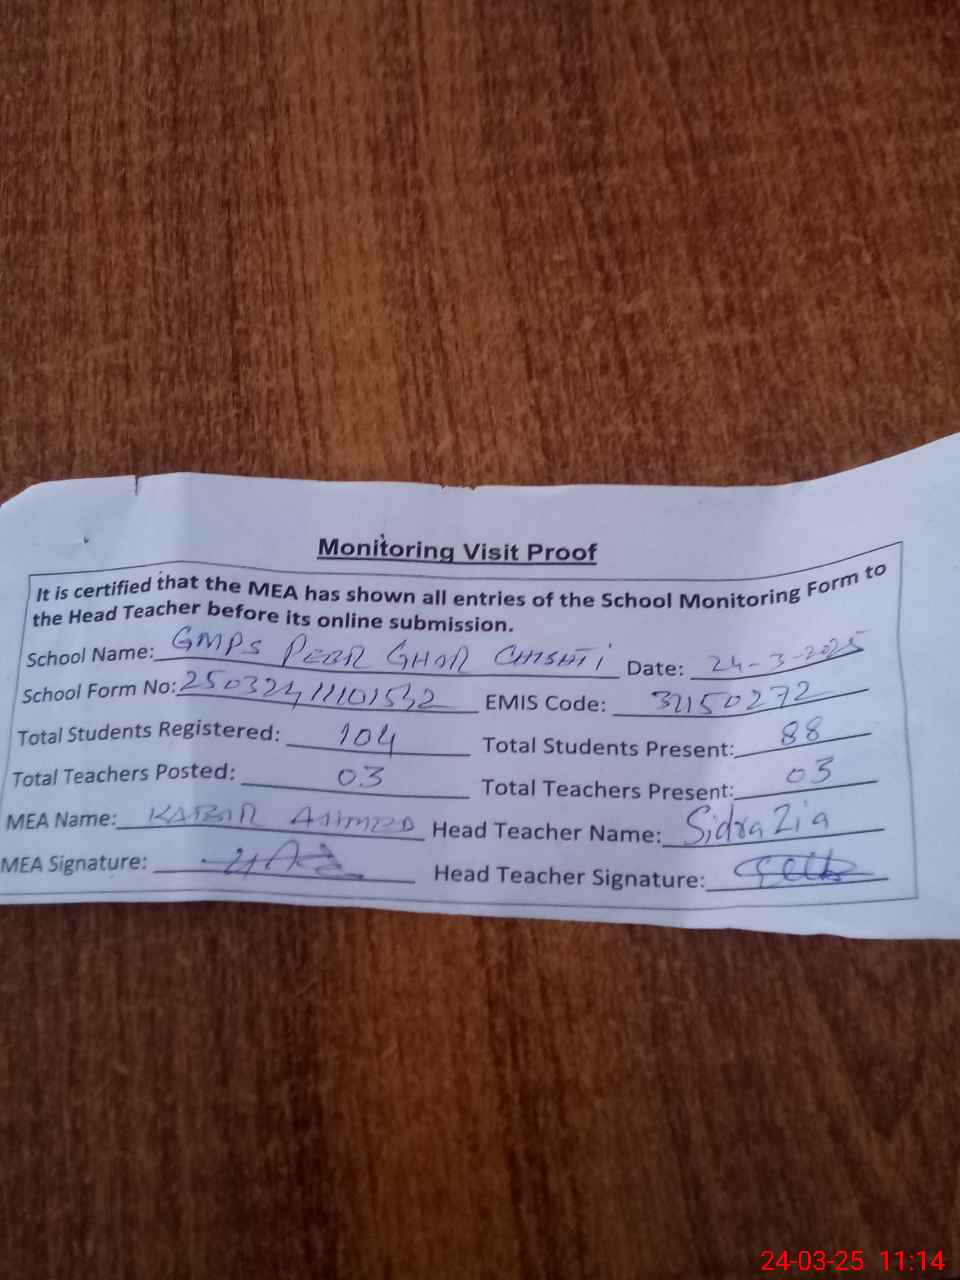 Monitoring Visit Proof
It is certified that the MEA has shown all entries of the School Monitoring Form to
the Head Teacher before its online submission.
School Name: GMPS PEER GHOR CHISHTI Date: 24-3-2025
School Form No: EMIS Code: 32150272
Total Students Registered: 104 Total Students Present: 88
Total Teachers Posted: 03 Total Teachers Present: 03
MEA Name: KABIR AHMED Head Teacher Name: Sidra Zia
MEA Signature: Head Teacher Signature:
24-03-25 11:14